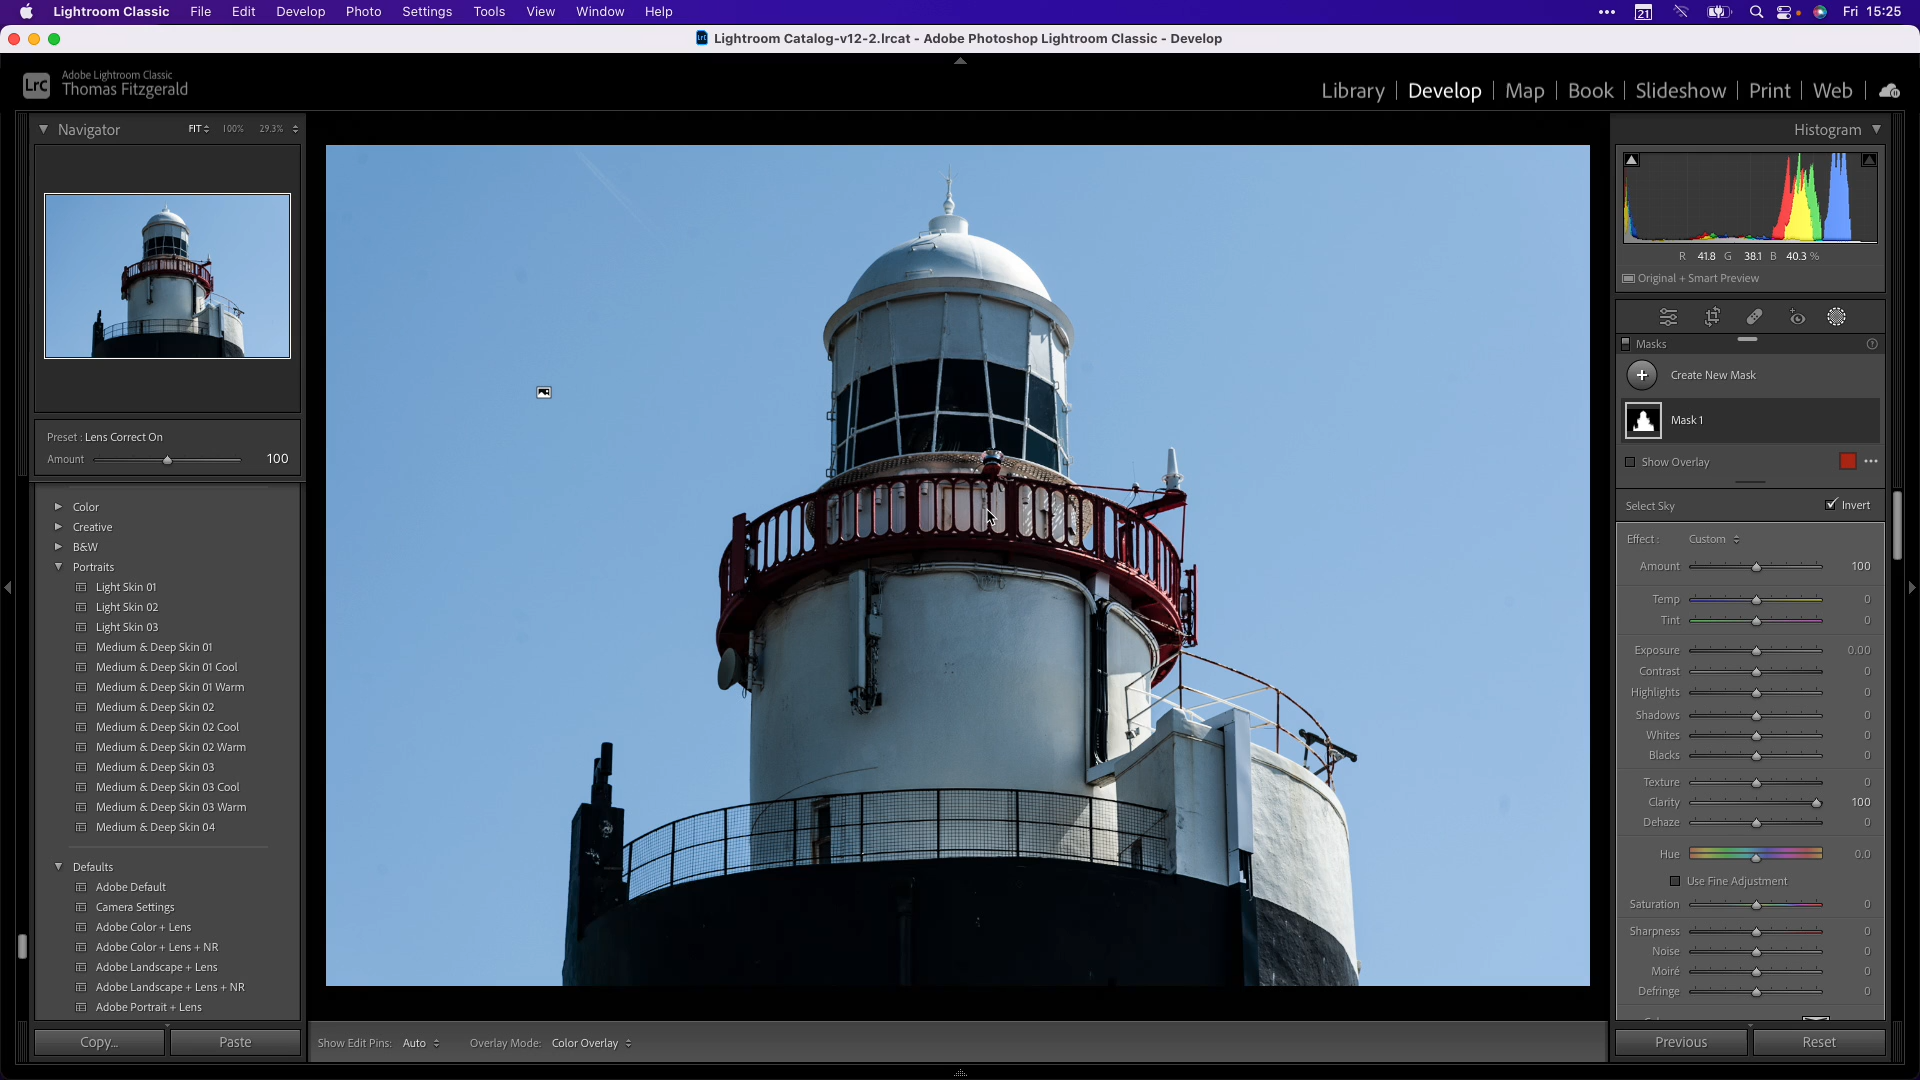 Lightroom Classic File Edit Develop Photo Settings Tools View Window Help 21 Fri 15:25
Lightroom Catalog-v12-2.lrcat - Adobe Photoshop Lightroom Classic - Develop
LrC
Adobe Lightroom Classic
Thomas Fitzgerald
Library Develop Map Book Slideshow Print Web
Navigator FIT 100% 29.3%
Preset : Lens Correct On
Amount 100
Color
Creative
B&W
Portraits
Light Skin 01
Light Skin 02
Light Skin 03
Medium & Deep Skin 01
Medium & Deep Skin 01 Cool
Medium & Deep Skin 01 Warm
Medium & Deep Skin 02
Medium & Deep Skin 02 Cool
Medium & Deep Skin 02 Warm
Medium & Deep Skin 03
Medium & Deep Skin 03 Cool
Medium & Deep Skin 03 Warm
Medium & Deep Skin 04
Defaults
Adobe Default
Camera Settings
Adobe Color + Lens
Adobe Color + Lens + NR
Adobe Landscape + Lens
Adobe Landscape + Lens + NR
Adobe Portrait + Lens
Copy... Paste
Show Edit Pins: Auto Overlay Mode: Color Overlay
Histogram
R 41.8 G 38.1 B 40.3 %
Original + Smart Preview
Masks
Create New Mask
Mask 1
Show Overlay
Select Sky Invert
Effect : Custom
Amount 100
Temp 0
Tint 0
Exposure 0.00
Contrast 0
Highlights 0
Shadows 0
Whites 0
Blacks 0
Texture 0
Clarity 100
Dehaze 0
Hue 0.0
Use Fine Adjustment
Saturation 0
Sharpness 0
Noise 0
Moiré 0
Defringe 0
Previous Reset